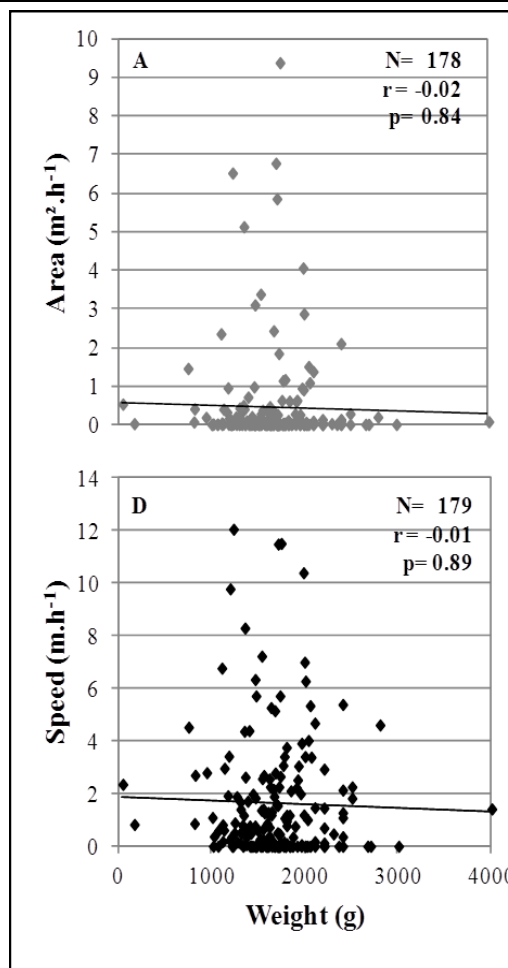 10
A
N= 178
9
r = -0.02
8
p= 0.84
7
6
5
4
3
2
1
0
Area (m².h⁻¹)
14
D
N= 179
12
r = -0.01
p= 0.89
10
8
6
4
2
0
Speed (m.h⁻¹)
0 1000 2000 3000 4000
Weight (g)